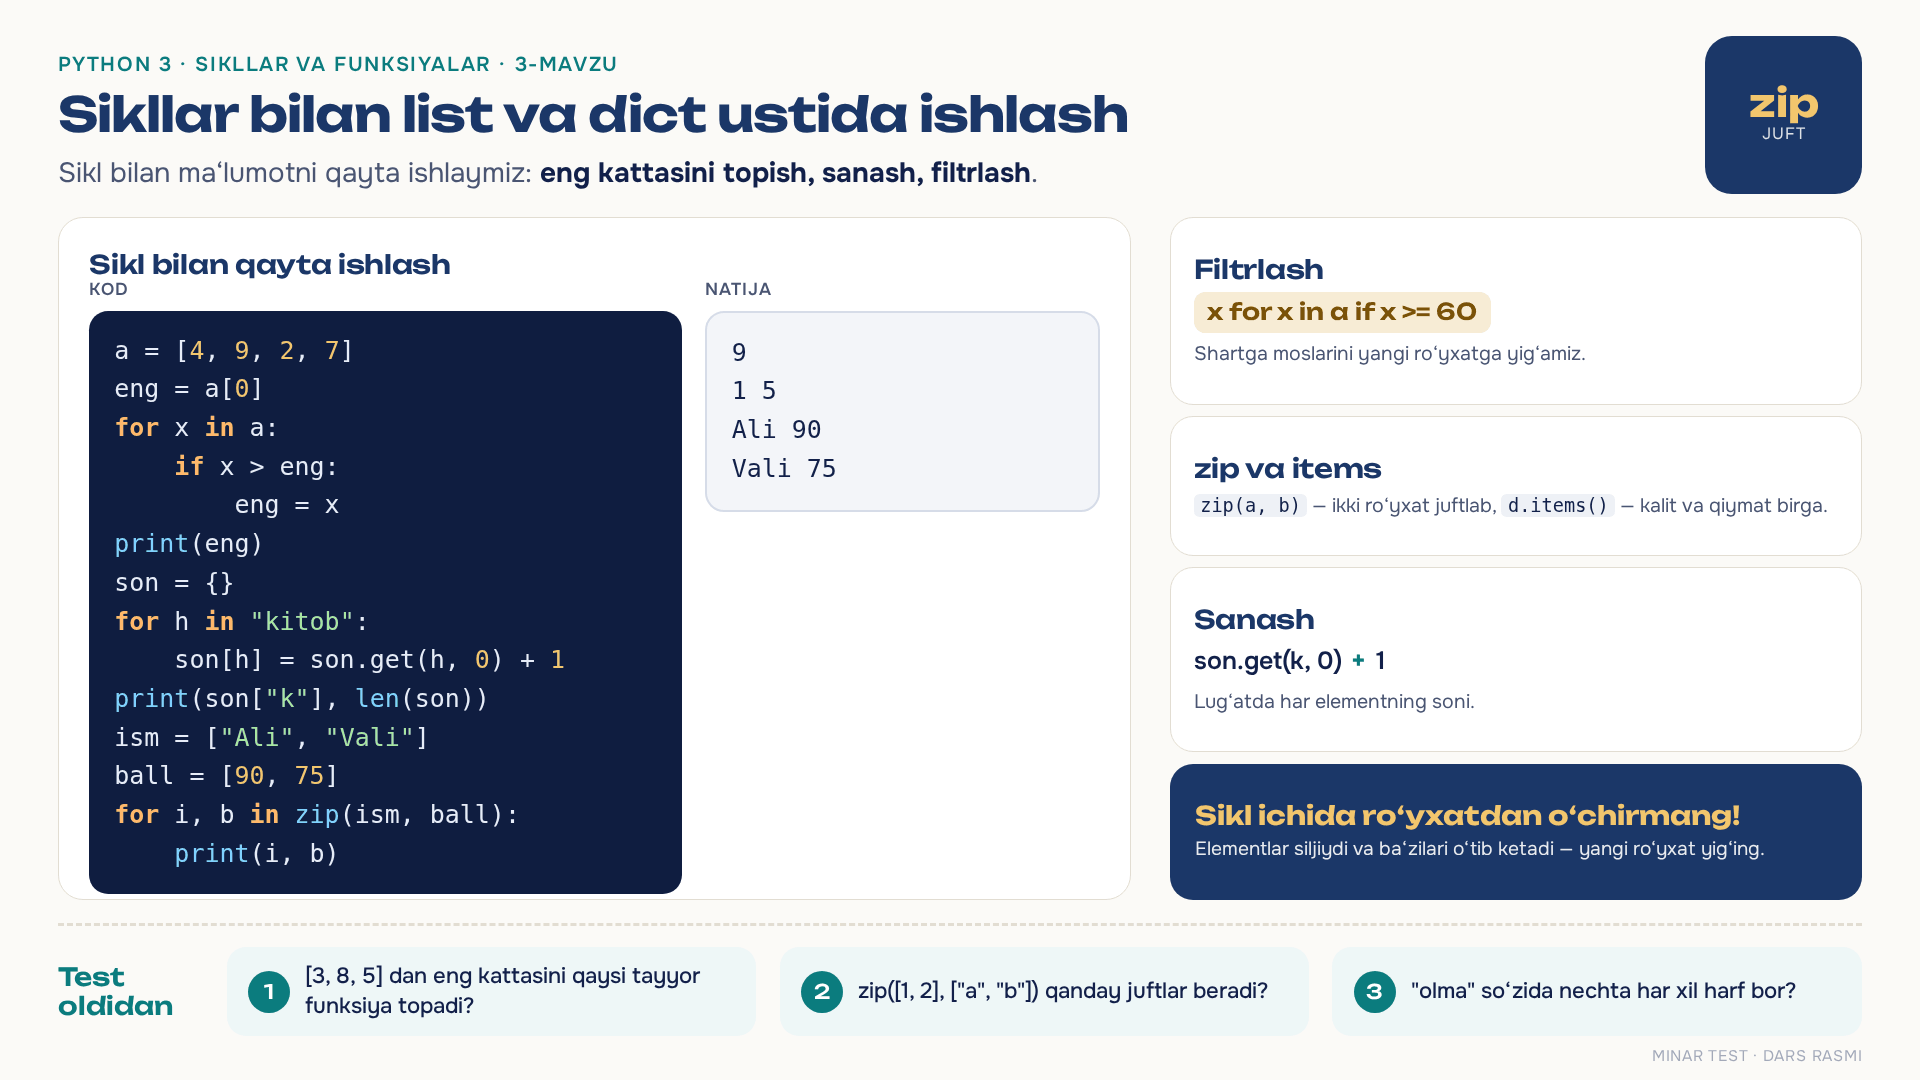 PYTHON 3 · SIKLLAR VA FUNKSIYALAR · 3-MAVZU
Sikllar bilan list va dict ustida ishlash
Sikl bilan maʻlumotni qayta ishlaymiz: eng kattasini topish, sanash, filtrlash.
zip
JUFT
Sikl bilan qayta ishlash
KOD
a = [4, 9, 2, 7]
eng = a[0]
for x in a:
    if x > eng:
        eng = x
print(eng)
son = {}
for h in "kitob":
    son[h] = son.get(h, 0) + 1
print(son["k"], len(son))
ism = ["Ali", "Vali"]
ball = [90, 75]
for i, b in zip(ism, ball):
    print(i, b)
NATIJA
9
1 5
Ali 90
Vali 75
Filtrlash
x for x in a if x >= 60
Shartga moslarini yangi roʻyxatga yigʻamiz.
zip va items
zip(a, b) — ikki roʻyxat juftlab, d.items() — kalit va qiymat birga.
Sanash
son.get(k, 0) + 1
Lugʻatda har elementning soni.
Sikl ichida roʻyxatdan oʻchirmang!
Elementlar siljiydi va baʻzilari oʻtib ketadi — yangi roʻyxat yigʻing.
Test
oldidan
1
[3, 8, 5] dan eng kattasini qaysi tayyor
funksiya topadi?
2
zip([1, 2], ["a", "b"]) qanday juftlar beradi?
3
"olma" soʻzida nechta har xil harf bor?
MINAR TEST · DARS RASMI